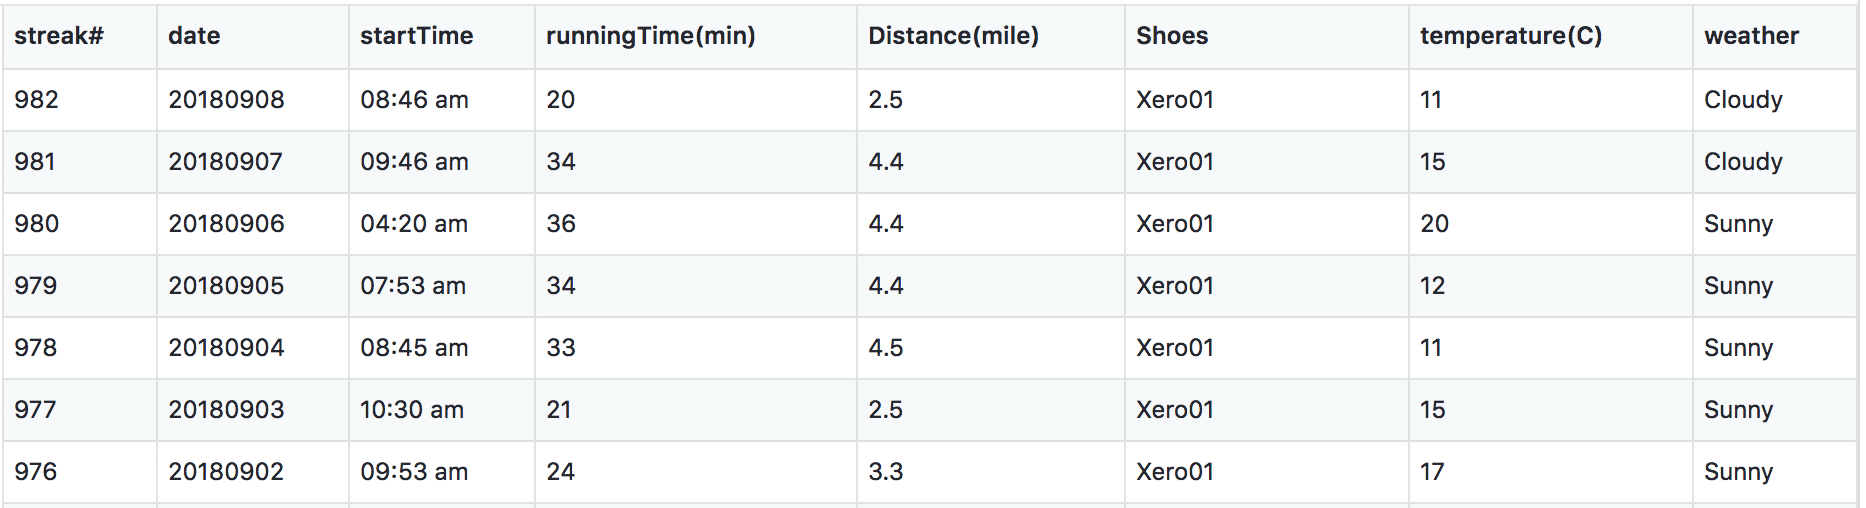 streak# date startTime runningTime(min) Distance(mile) Shoes temperature(C) weather
982 20180908 08:46 am 20 2.5 Xero01 11 Cloudy
981 20180907 09:46 am 34 4.4 Xero01 15 Cloudy
980 20180906 04:20 am 36 4.4 Xero01 20 Sunny
979 20180905 07:53 am 34 4.4 Xero01 12 Sunny
978 20180904 08:45 am 33 4.5 Xero01 11 Sunny
977 20180903 10:30 am 21 2.5 Xero01 15 Sunny
976 20180902 09:53 am 24 3.3 Xero01 17 Sunny